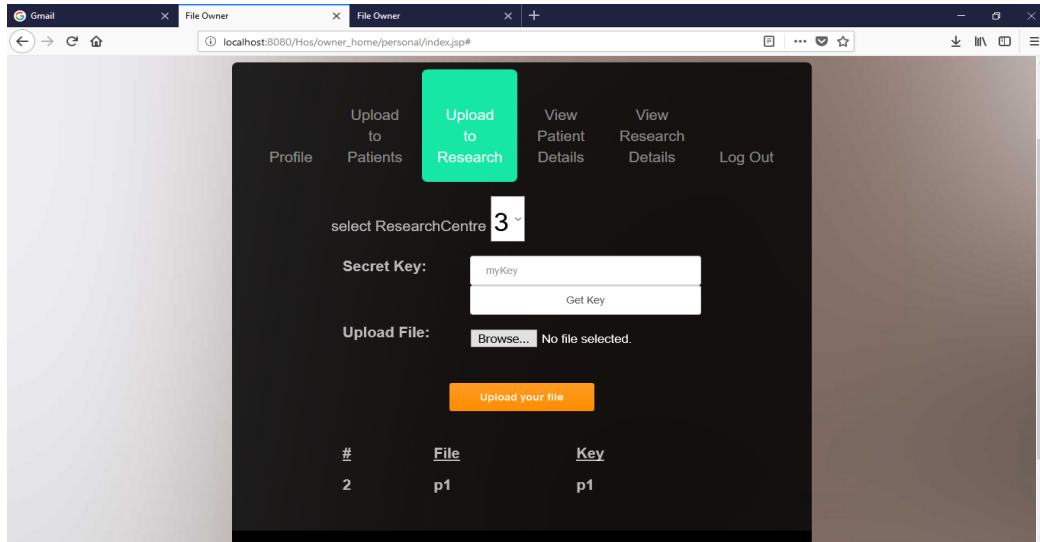 Gmail
File Owner
File Owner
localhost:8080/Hos/owner_home/personal/index.jsp#
Profile
Upload
to
Patients
Upload
to
Research
View
Patient
Details
View
Research
Details
Log Out
select ResearchCentre 3
Secret Key: myKey
Get Key
Upload File: Browse... No file selected.
Upload your file
# File Key
2 p1 p1